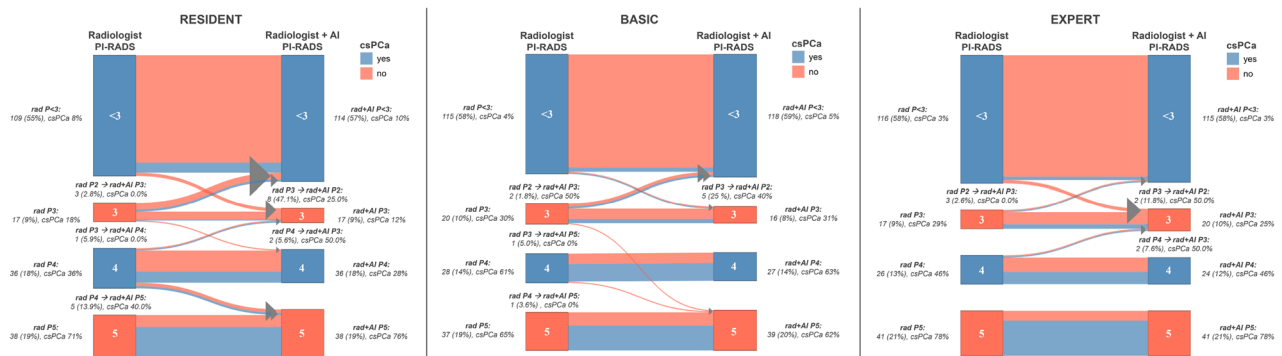 RESIDENT
Radiologist
PI-RADS
Radiologist + AI
PI-RADS
csPCa
yes
no
<3
<3
rad P<3:
109 (55%), csPCa 8%
rad+AI P<3:
114 (57%), csPCa 10%
rad P2 → rad+AI P3:
3 (2.8%), csPCa 0.0%
rad P3 → rad+AI P2:
8 (47.1%), csPCa 25.0%
3
3
rad P3:
17 (9%), csPCa 18%
rad+AI P3:
17 (9%), csPCa 12%
rad P3 → rad+AI P4:
1 (5.9%), csPCa 0.0%
rad P4 → rad+AI P3:
2 (5.6%), csPCa 50.0%
4
4
rad P4:
36 (18%), csPCa 36%
rad+AI P4:
36 (18%), csPCa 28%
rad P4 → rad+AI P5:
5 (13.9%), csPCa 40.0%
5
5
rad P5:
38 (19%), csPCa 71%
rad+AI P5:
38 (19%), csPCa 76%
BASIC
Radiologist
PI-RADS
Radiologist + AI
PI-RADS
csPCa
yes
no
<3
<3
rad P<3:
115 (58%), csPCa 4%
rad+AI P<3:
118 (59%), csPCa 5%
rad P2 → rad+AI P3:
2 (1.8%), csPCa 50%
rad P3 → rad+AI P2:
5 (25 %), csPCa 40%
3
3
rad P3:
20 (10%), csPCa 30%
rad+AI P3:
16 (8%), csPCa 31%
rad P3 → rad+AI P5:
1 (5.0%), csPCa 0%
4
4
rad P4:
28 (14%), csPCa 61%
rad+AI P4:
27 (14%), csPCa 63%
rad P4 → rad+AI P5:
1 (3.6%) , csPCa 0%
5
5
rad P5:
37 (19%), csPCa 65%
rad+AI P5:
39 (20%), csPCa 62%
EXPERT
Radiologist
PI-RADS
Radiologist + AI
PI-RADS
csPCa
yes
no
<3
<3
rad P<3:
116 (58%), csPCa 3%
rad+AI P<3:
115 (58%), csPCa 3%
rad P2 → rad+AI P3:
3 (2.6%), csPCa 0.0%
rad P3 → rad+AI P2:
2 (11.8%), csPCa 50.0%
3
3
rad P3:
17 (9%), csPCa 29%
rad+AI P3:
20 (10%), csPCa 25%
rad P4 → rad+AI P3:
2 (7.6%), csPCa 50.0%
4
4
rad P4:
26 (13%), csPCa 46%
rad+AI P4:
24 (12%), csPCa 46%
5
5
rad P5:
41 (21%), csPCa 78%
rad+AI P5:
41 (21%), csPCa 78%